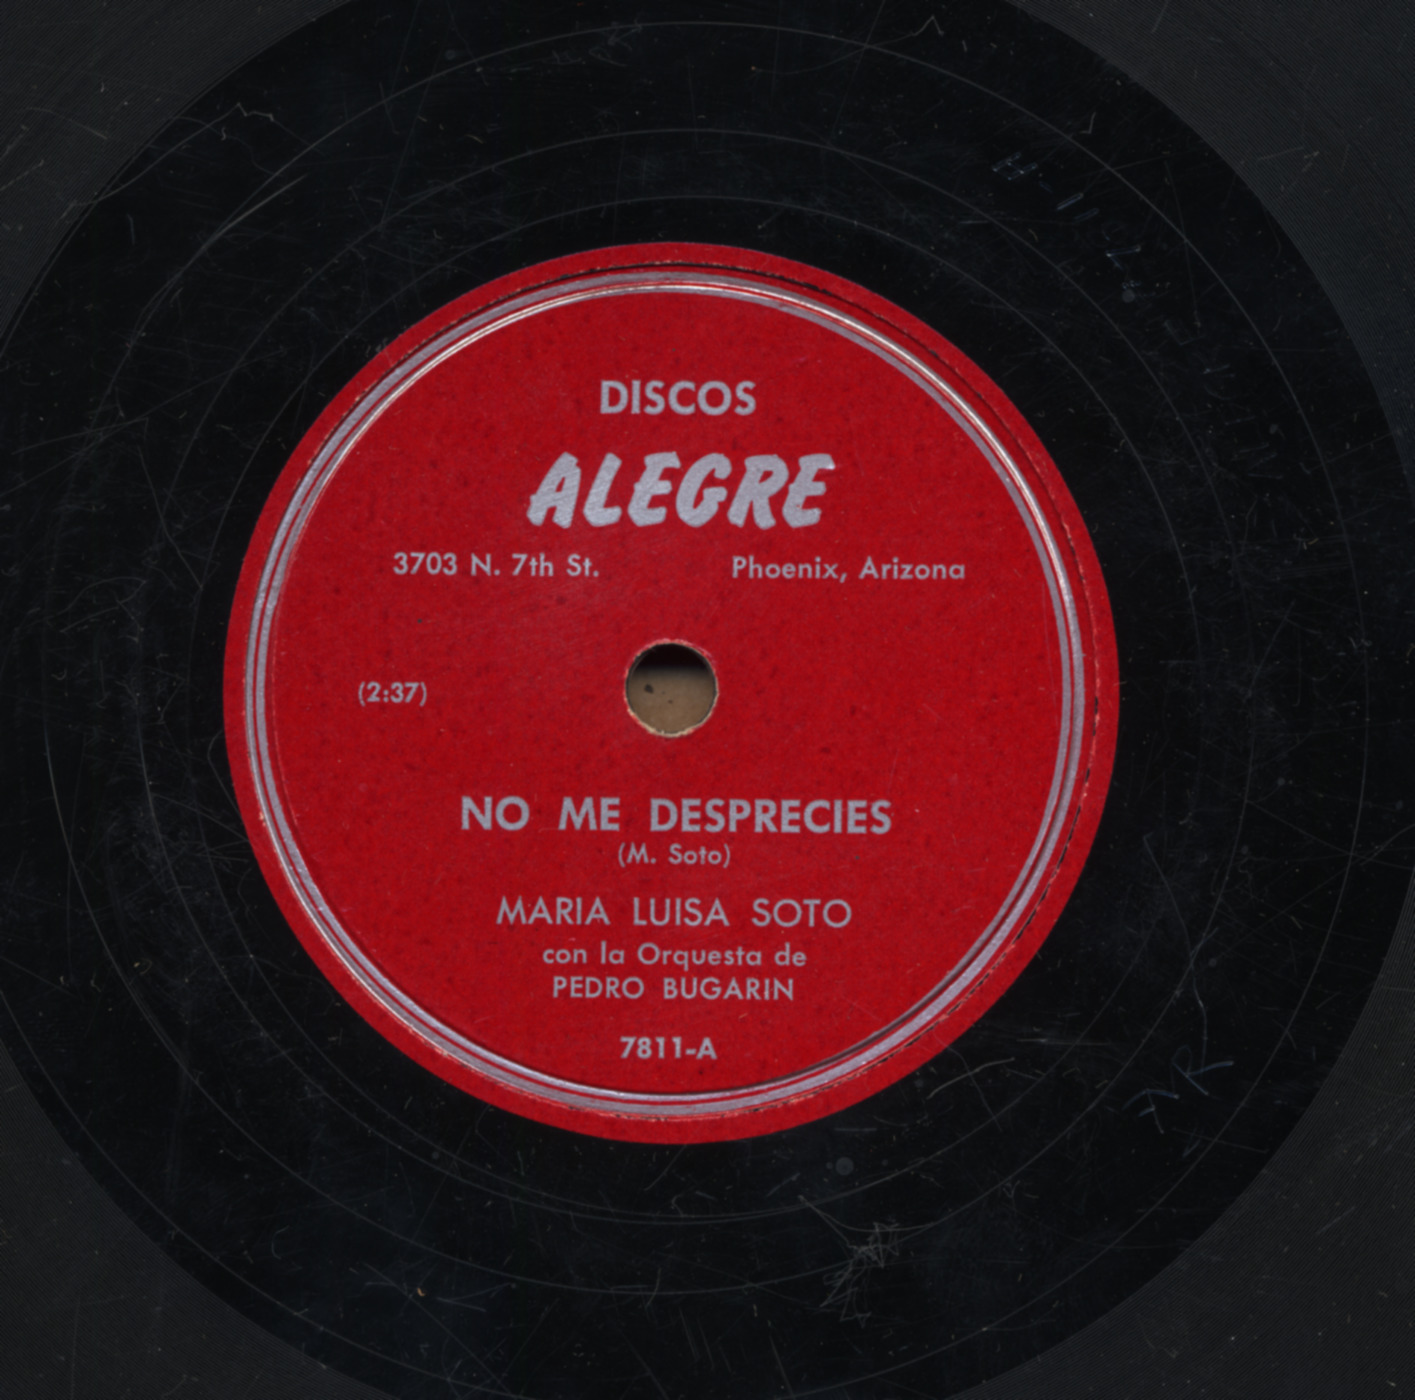 DISCOS
ALEGRE
3703 N. 7th St. Phoenix, Arizona
(2:37)
NO ME DESPRECIES
(M. Soto)
MARIA LUISA SOTO
con la Orquesta de
PEDRO BUGARIN
7811-A